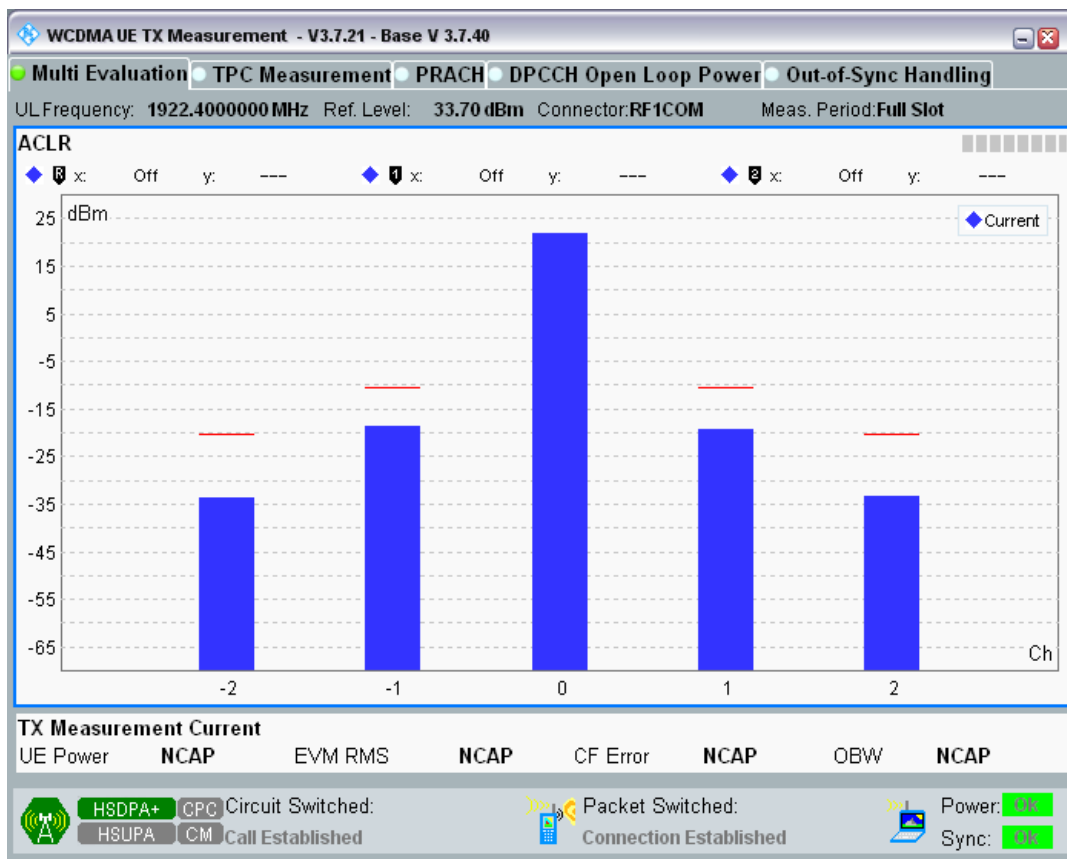 WCDMA UE TX Measurement - V3.7.21 - Base V 3.7.40
Multi Evaluation TPC Measurement PRACH DPCCH Open Loop Power Out-of-Sync Handling
UL Frequency: 1922.4000000 MHz Ref. Level: 33.70 dBm Connector:RF1COM Meas. Period:Full Slot
ACLR
R x: Off y: --- 1 x: Off y: --- 2 x: Off y: ---
dBm
Current
25
15
5
-5
-15
-25
-35
-45
-55
-65
Ch
-2 -1 0 1 2
TX Measurement Current
UE Power NCAP EVM RMS NCAP CF Error NCAP OBW NCAP
HSDPA+ CPC Circuit Switched: Packet Switched: Power: OK
HSUPA CM Call Established Connection Established Sync: OK